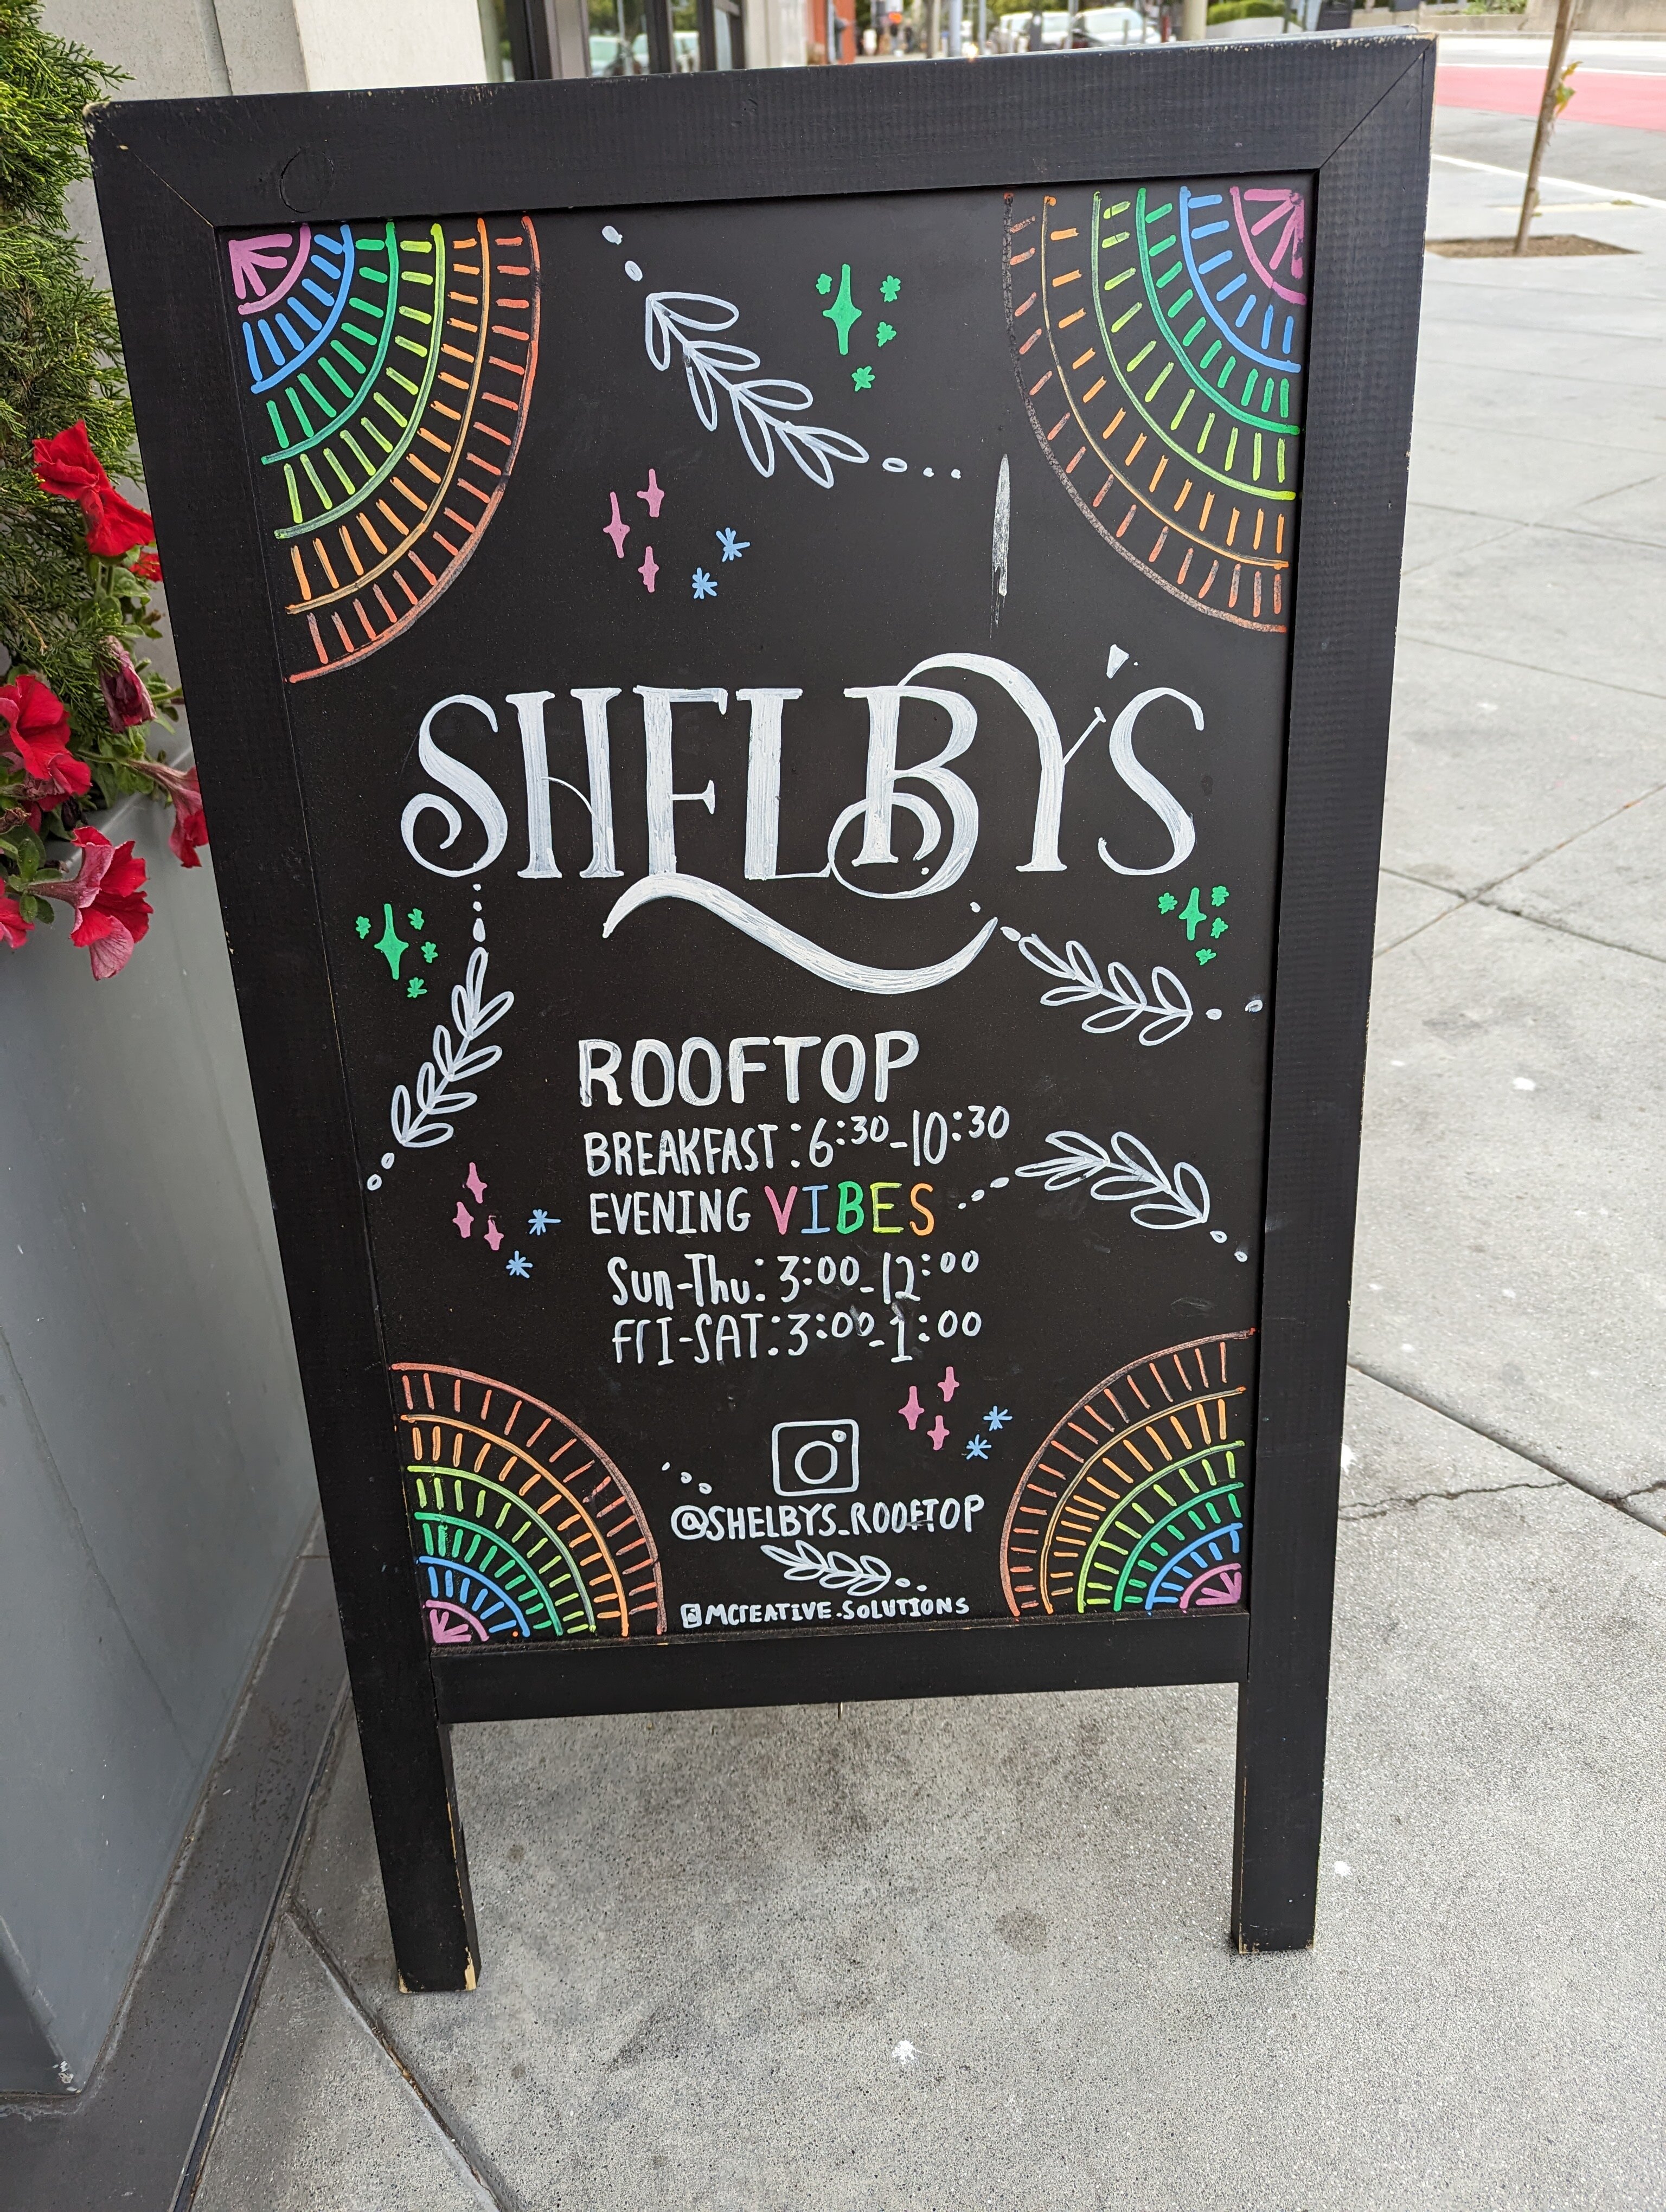 SHELBY'S
ROOFTOP
BREAKFAST: 6:30-10:30
EVENING VIBES
Sun-Thu: 3:00-12:00
FRI-SAT: 3:00-1:00
@SHELBYS_ROOFTOP
MCREATIVE.SOLUTIONS